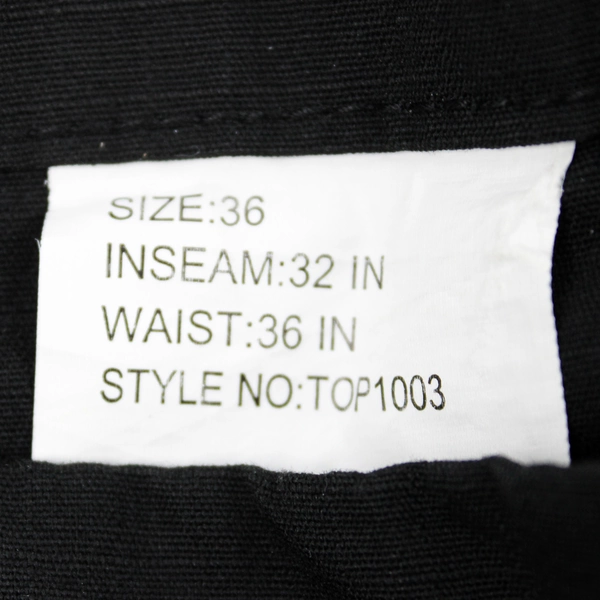 SIZE:36
INSEAM:32 IN
WAIST:36 IN
STYLE NO:TOP1003